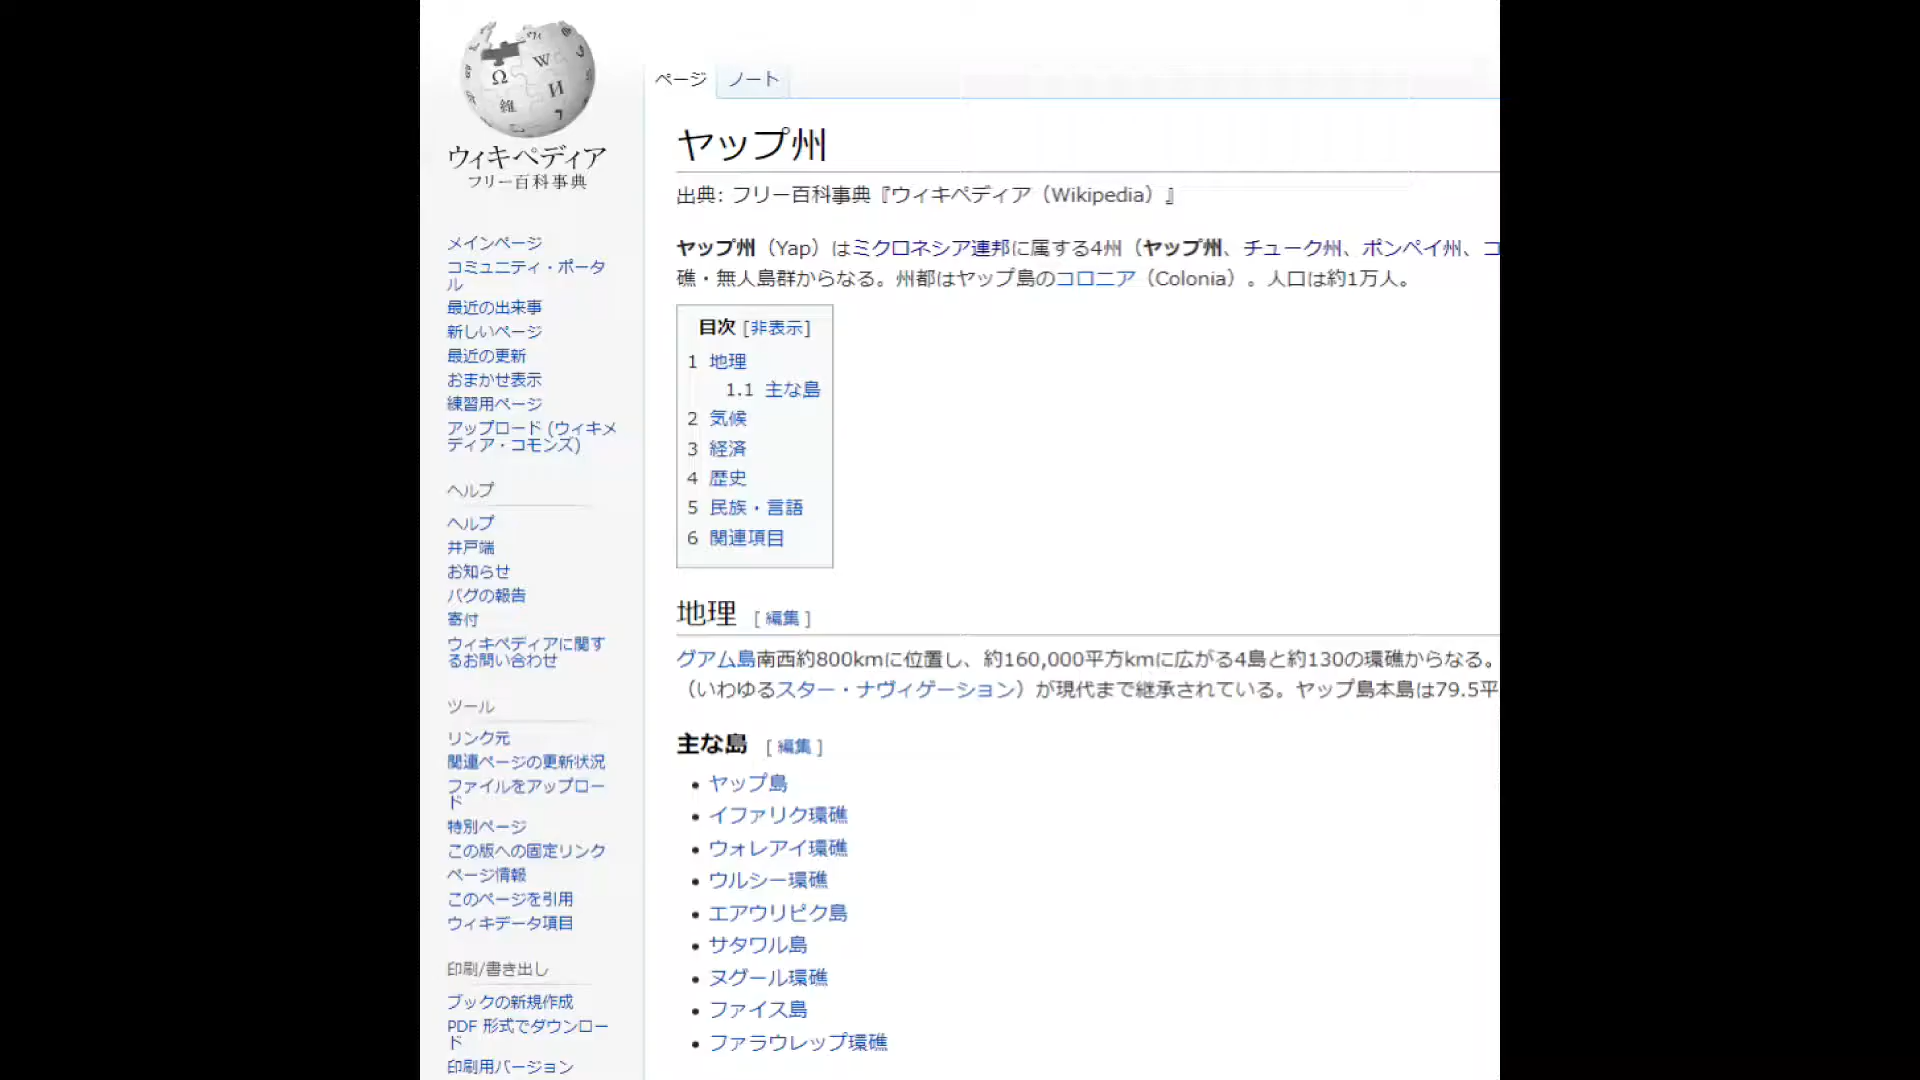 ウィキペディア
フリー百科事典
メインページ
コミュニティ・ポータ
ル
最近の出来事
新しいページ
最近の更新
おまかせ表示
練習用ページ
アップロード (ウィキメ
ディア・コモンズ)
ヘルプ
ヘルプ
井戸端
お知らせ
バグの報告
寄付
ウィキペディアに関す
るお問い合わせ
ツール
リンク元
関連ページの更新状況
ファイルをアップロー
ド
特別ページ
この版への固定リンク
ページ情報
このページを引用
ウィキデータ項目
印刷/書き出し
ブックの新規作成
PDF 形式でダウンロー
ド
印刷用バージョン
ページ ノート
ヤップ州
出典: フリー百科事典『ウィキペディア（Wikipedia）』
ヤップ州（Yap）はミクロネシア連邦に属する4州（ヤップ州、チューク州、ポンペイ州、コ
礁・無人島群からなる。州都はヤップ島のコロニア（Colonia）。人口は約1万人。
目次 [非表示]
1 地理
1.1 主な島
2 気候
3 経済
4 歴史
5 民族・言語
6 関連項目
地理 [ 編集 ]
グアム島南西約800kmに位置し、約160,000平方kmに広がる4島と約130の環礁からなる。
（いわゆるスター・ナヴィゲーション）が現代まで継承されている。ヤップ島本島は79.5平
主な島 [ 編集 ]
• ヤップ島
• イファリク環礁
• ウォレアイ環礁
• ウルシー環礁
• エアウリピク島
• サタワル島
• ヌグール環礁
• ファイス島
• ファラウレップ環礁